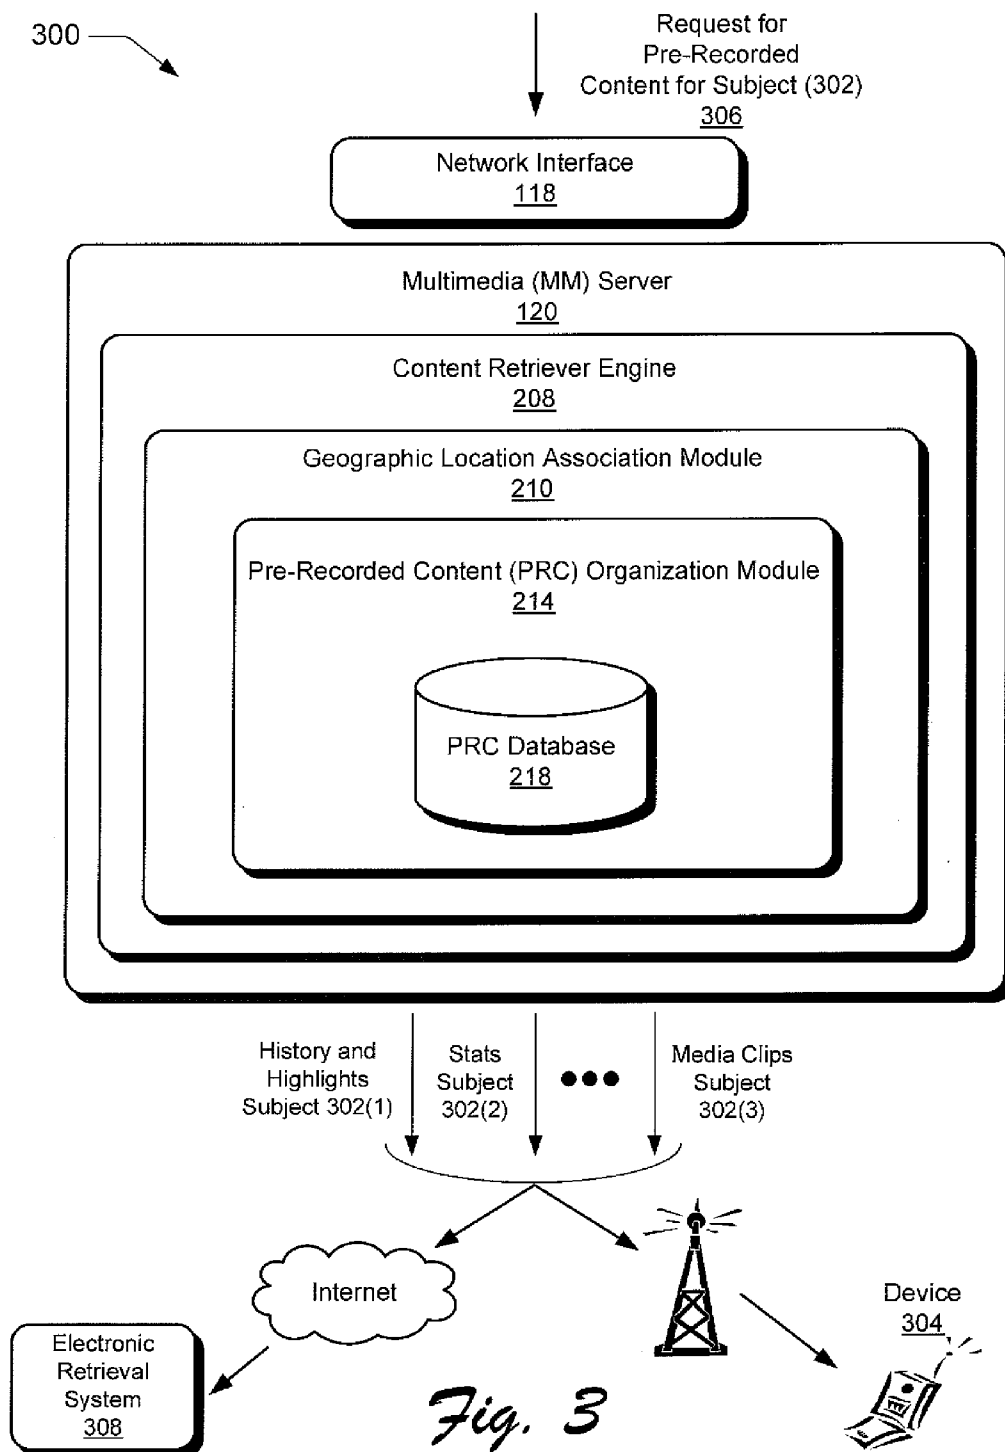 300
Request for
Pre-Recorded
Content for Subject (302)
306
Network Interface
118
Multimedia (MM) Server
120
Content Retriever Engine
208
Geographic Location Association Module
210
Pre-Recorded Content (PRC) Organization Module
214
PRC Database
218
History and
Highlights
Subject 302(1)
Stats
Subject
302(2)
Media Clips
Subject
302(3)
Internet
Device
304
Electronic
Retrieval
System
308
Fig. 3